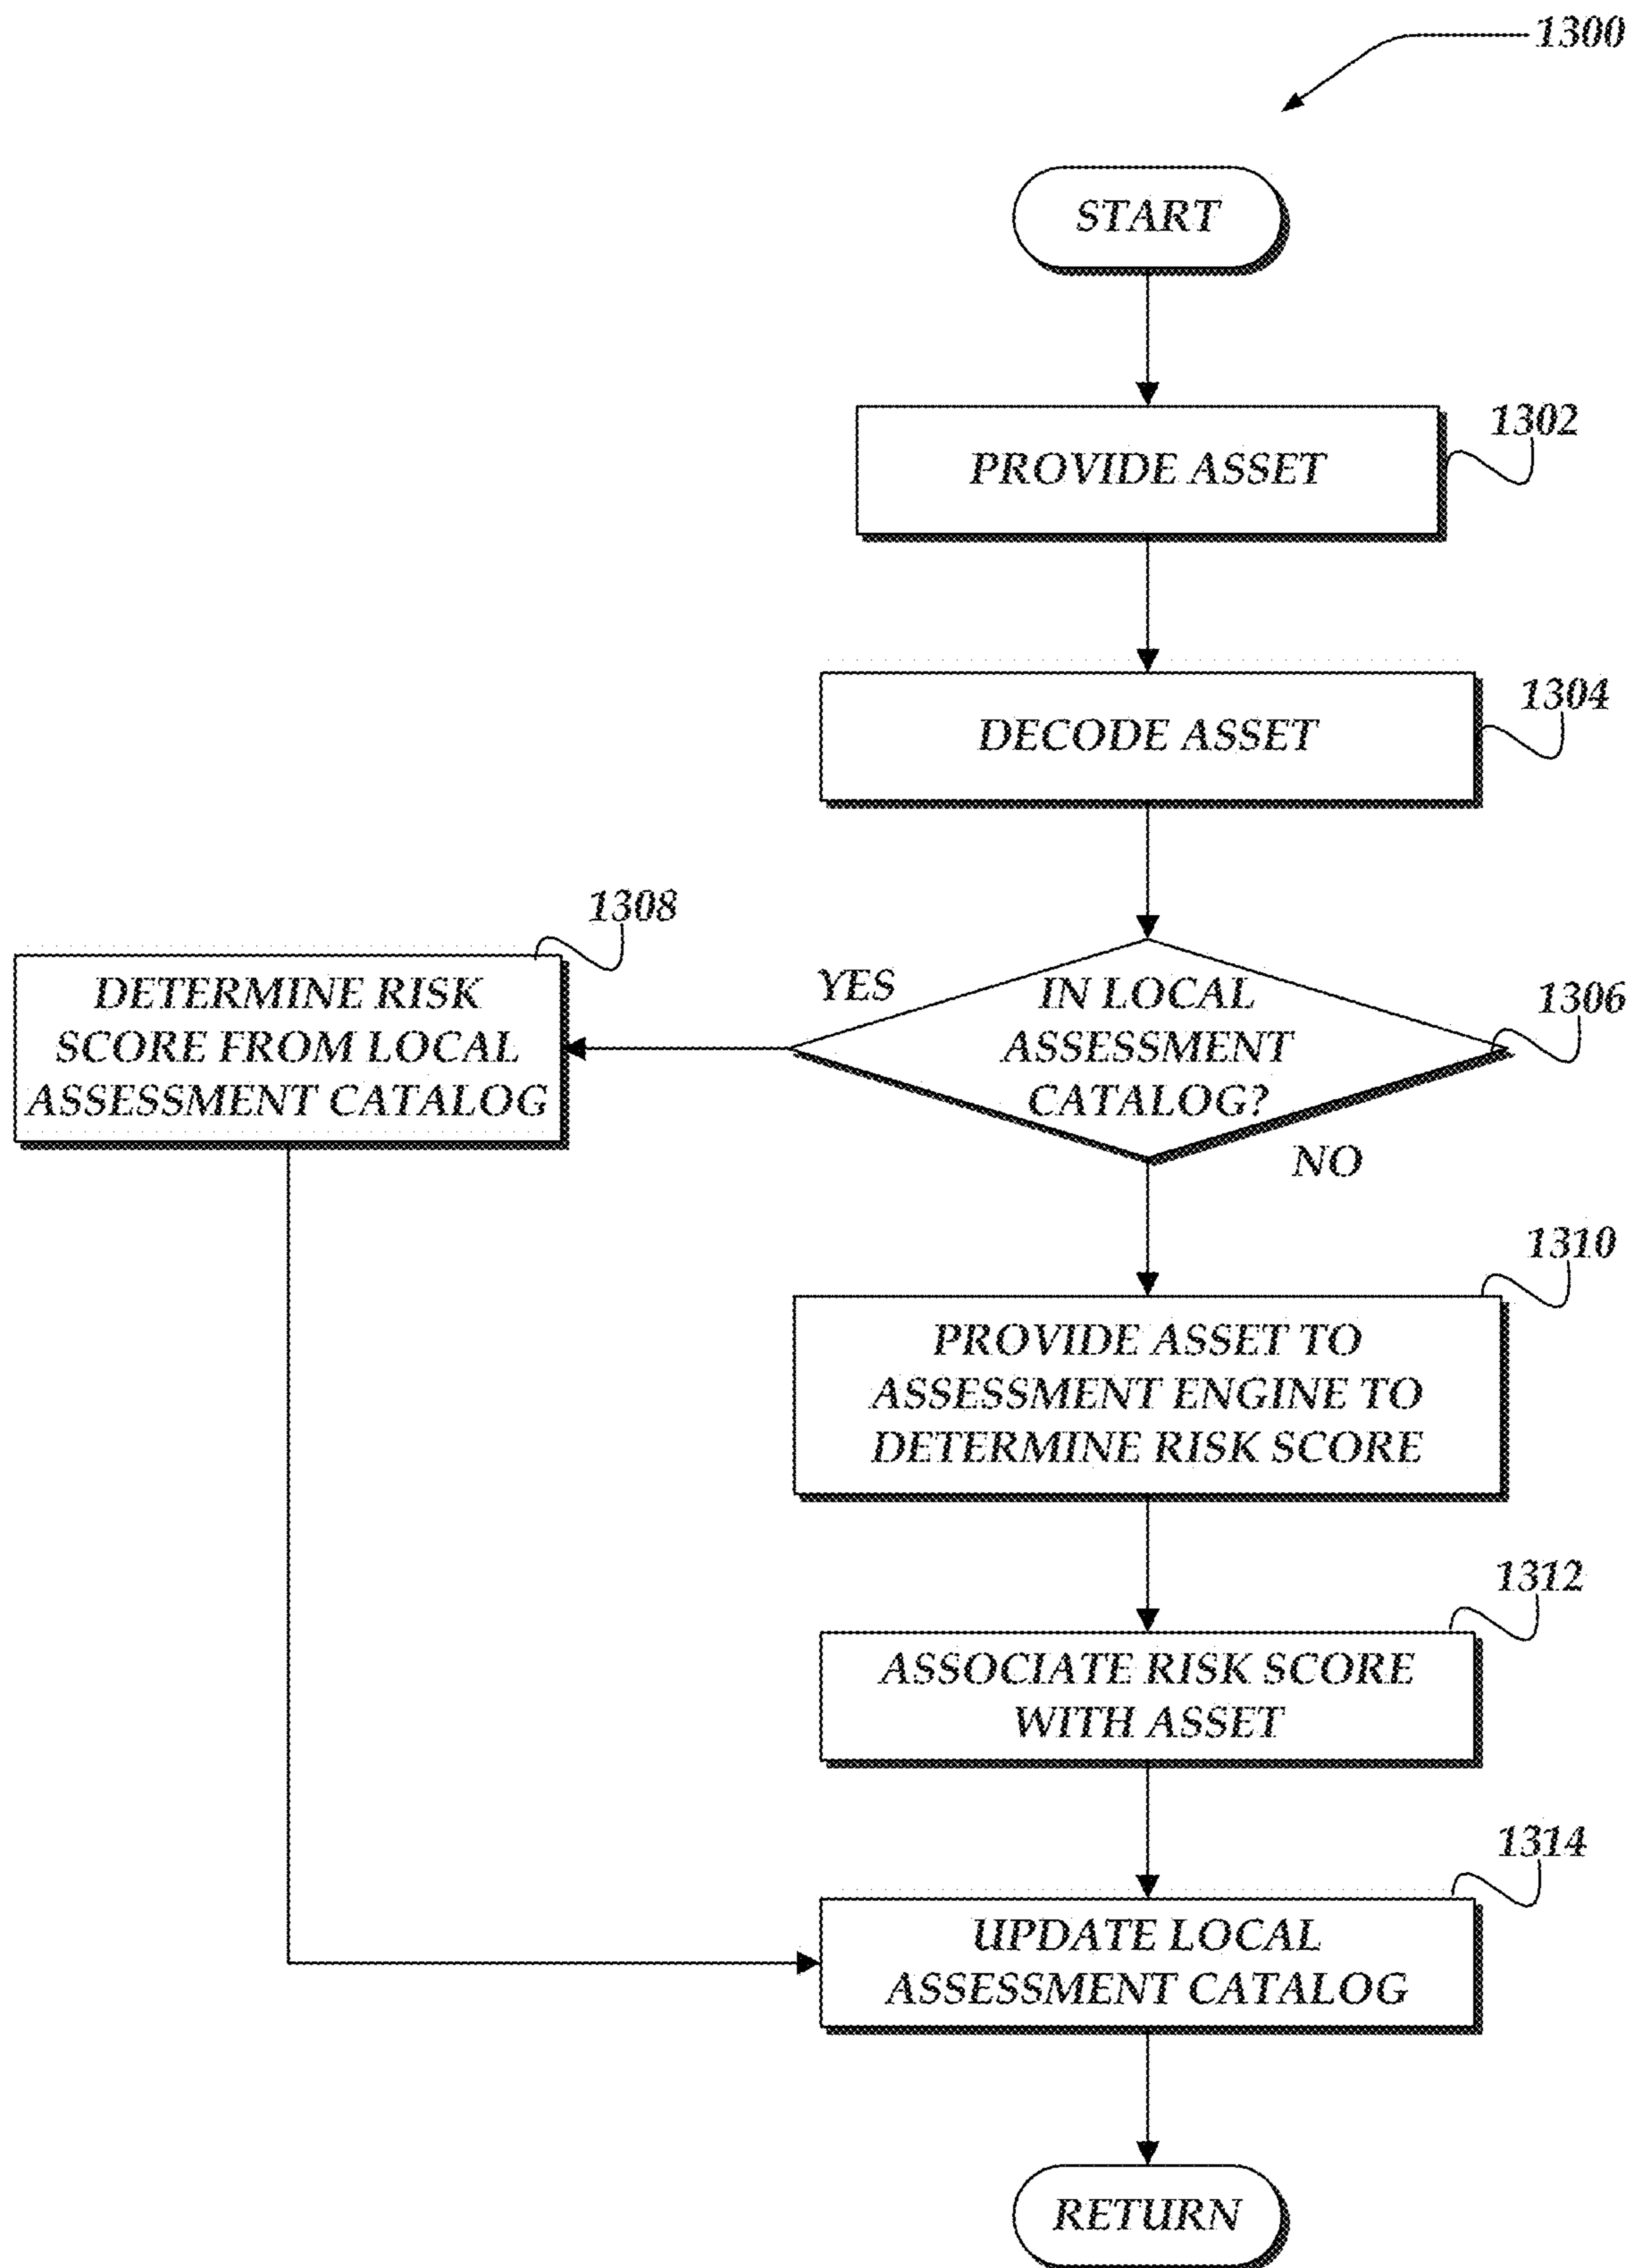 1300
START
1302
PROVIDE ASSET
1304
DECODE ASSET
1306
IN LOCAL
ASSESSMENT
CATALOG?
YES
1308
DETERMINE RISK
SCORE FROM LOCAL
ASSESSMENT CATALOG
NO
1310
PROVIDE ASSET TO
ASSESSMENT ENGINE TO
DETERMINE RISK SCORE
1312
ASSOCIATE RISK SCORE
WITH ASSET
1314
UPDATE LOCAL
ASSESSMENT CATALOG
RETURN